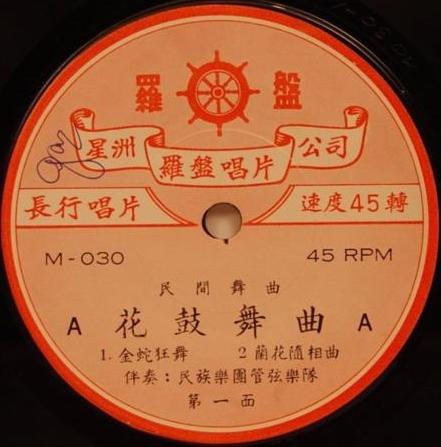 羅 盤
星洲 羅盤唱片 公司
長行唱片 速度45轉
M-030 45 RPM
民間舞曲
A 花鼓舞曲 A
1. 金蛇狂舞 2 蘭花隨相曲
伴奏：民族樂團管弦樂隊
第一面